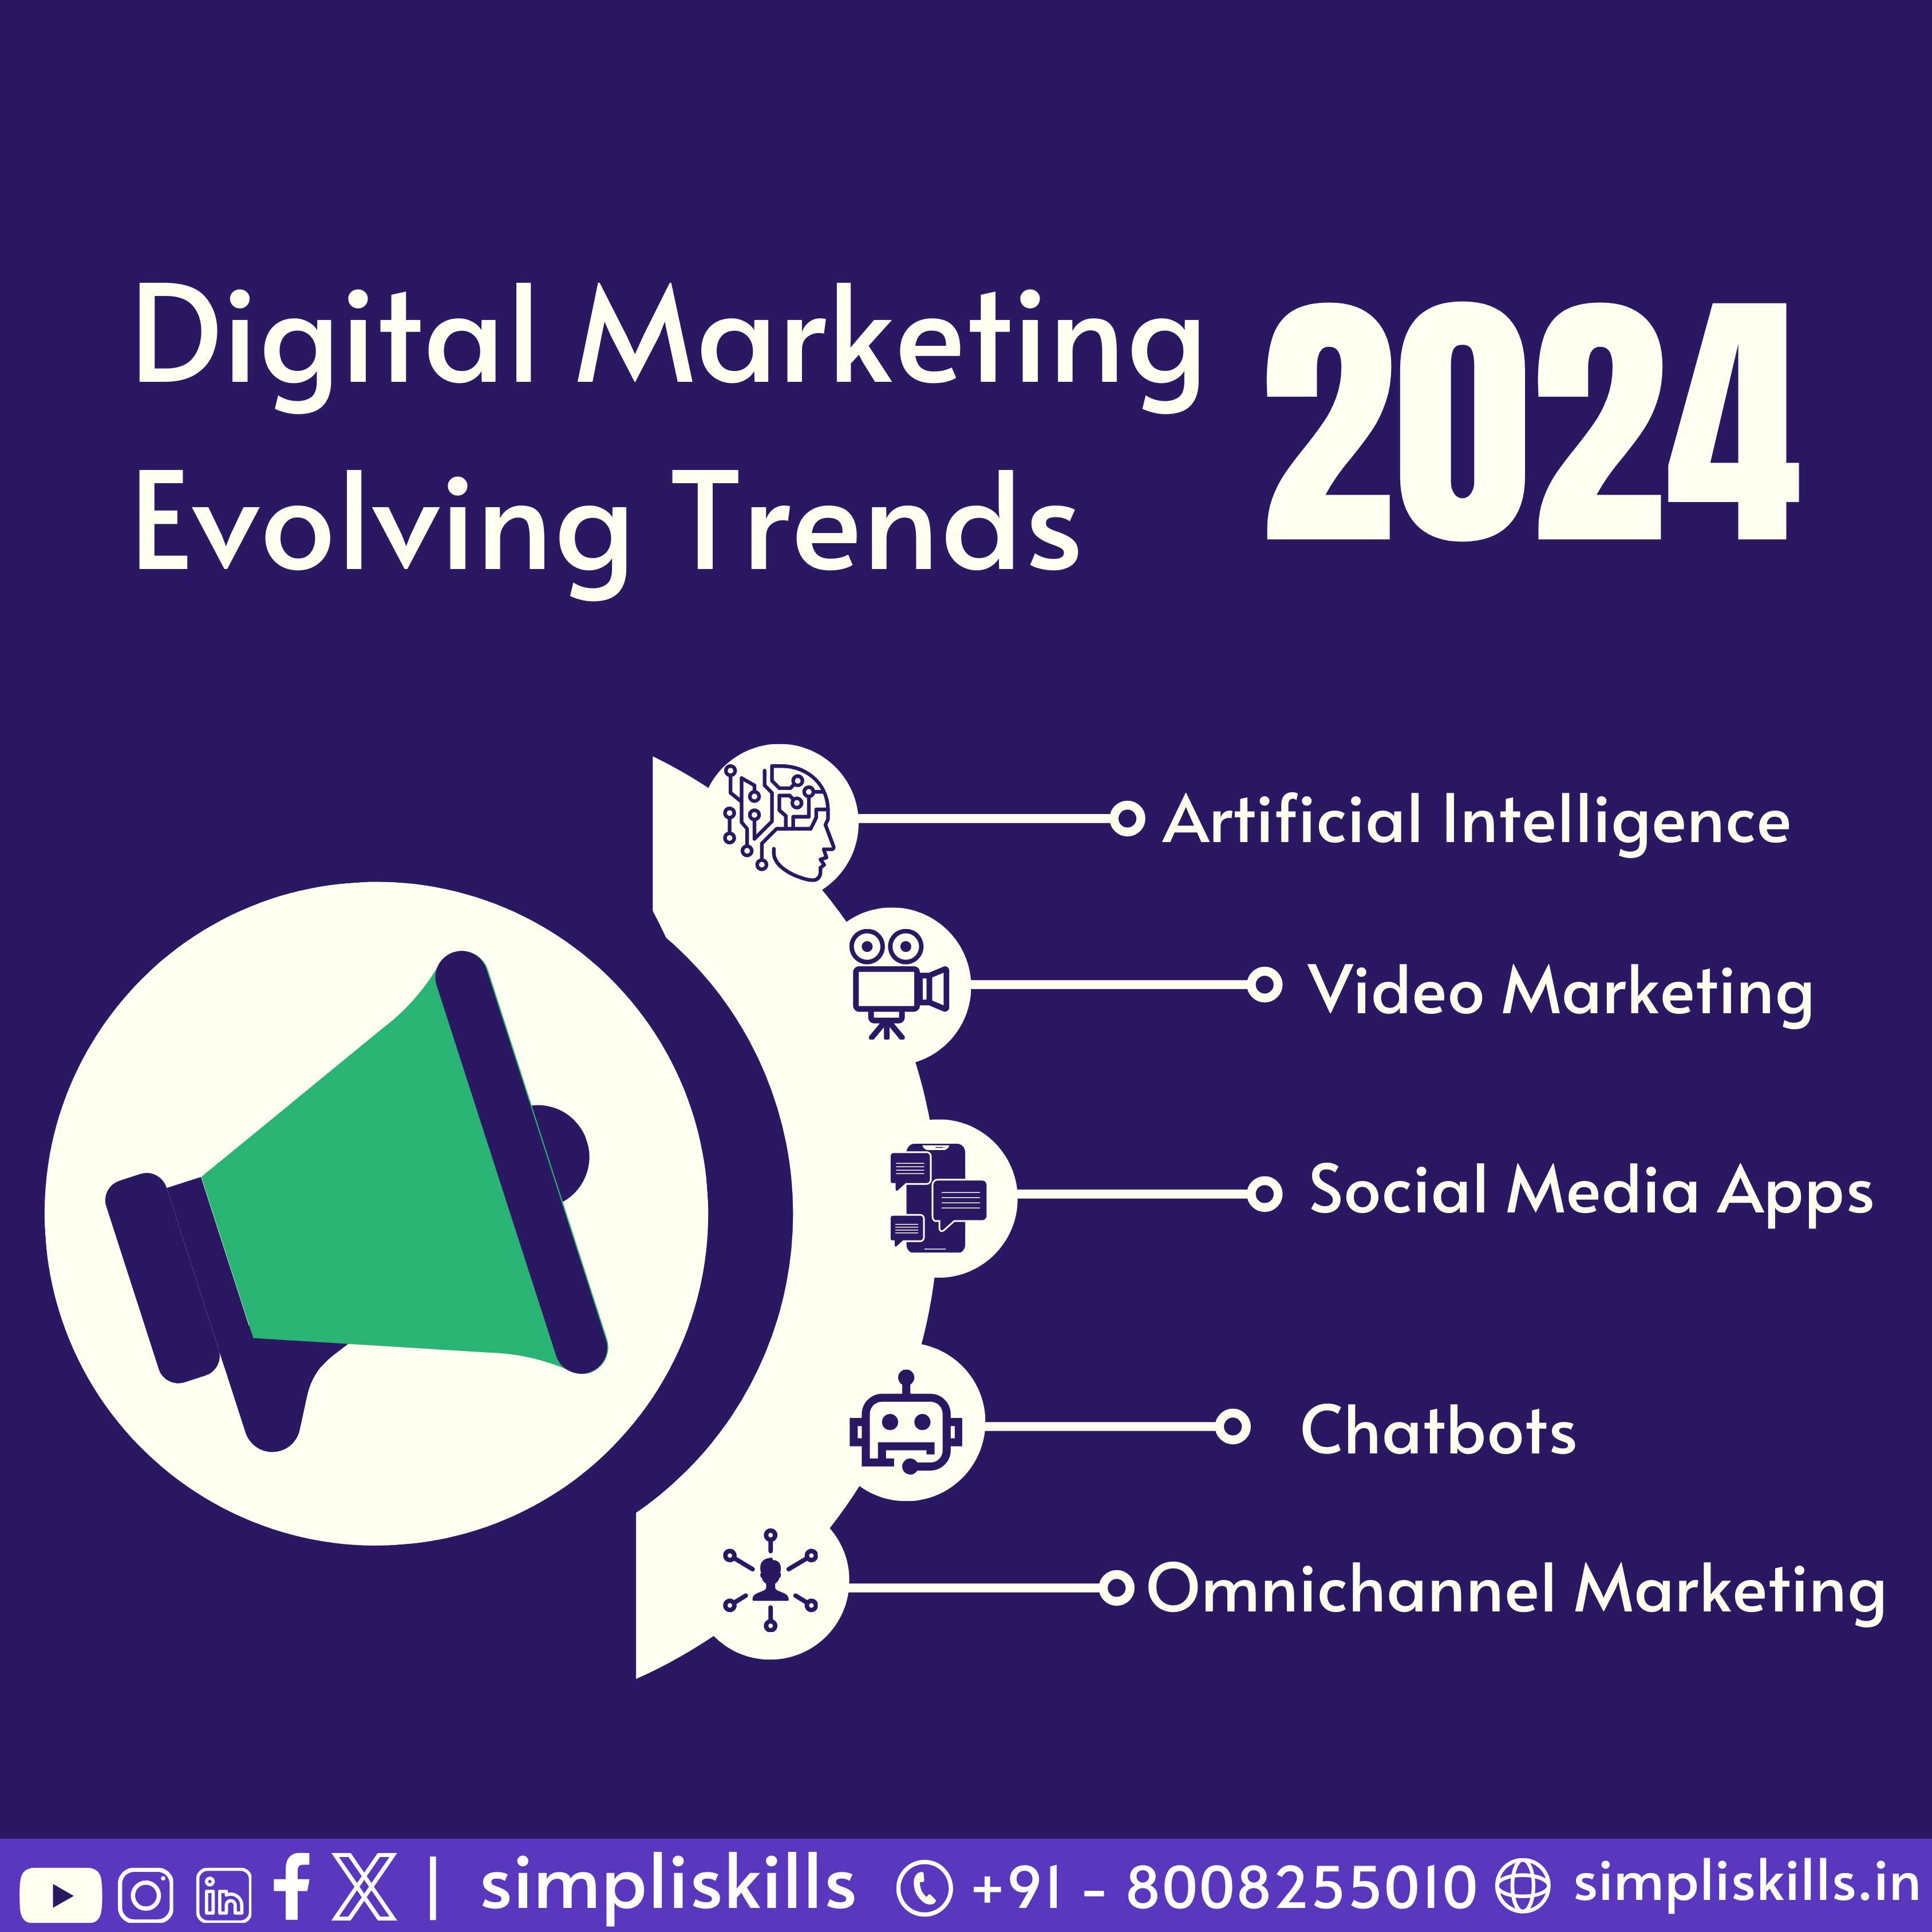 Digital Marketing
Evolving Trends
2024
Artificial Intelligence
Video Marketing
Social Media Apps
Chatbots
Omnichannel Marketing
in f X | simpliskills +91 - 8008255010 simpliskills.in